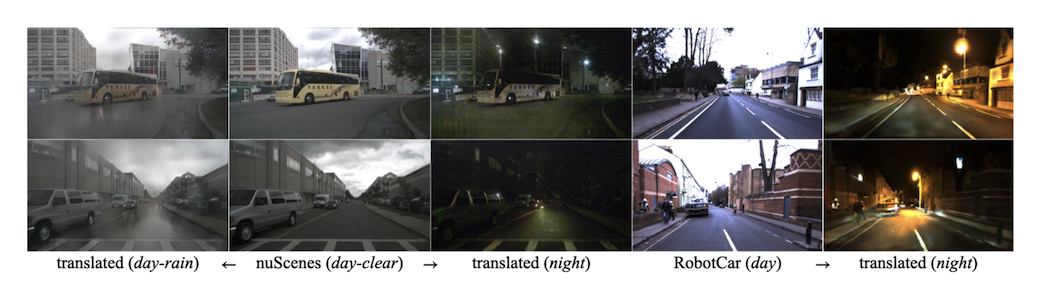 translated (day-rain) ← nuScenes (day-clear) → translated (night) RobotCar (day) → translated (night)